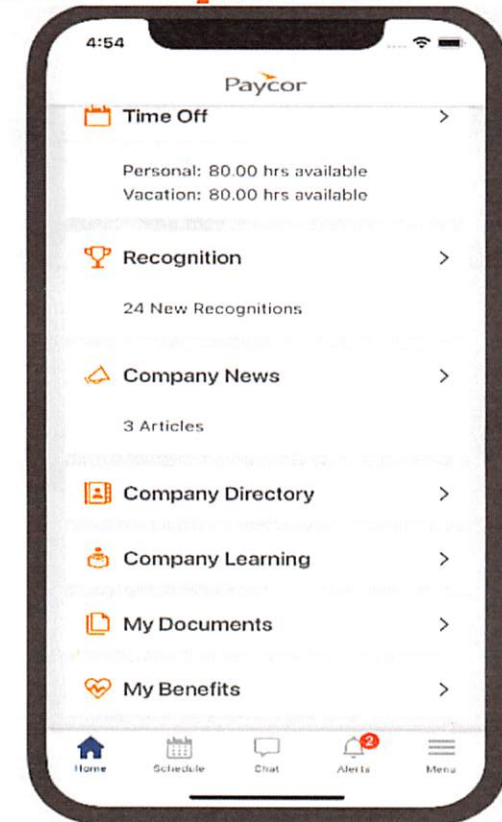 4:54
Paycor
Time Off
Personal: 80.00 hrs available
Vacation: 80.00 hrs available
Recognition
24 New Recognitions
Company News
3 Articles
Company Directory
Company Learning
My Documents
My Benefits
2
Home
Schedule
Chat
Alerts
Menu